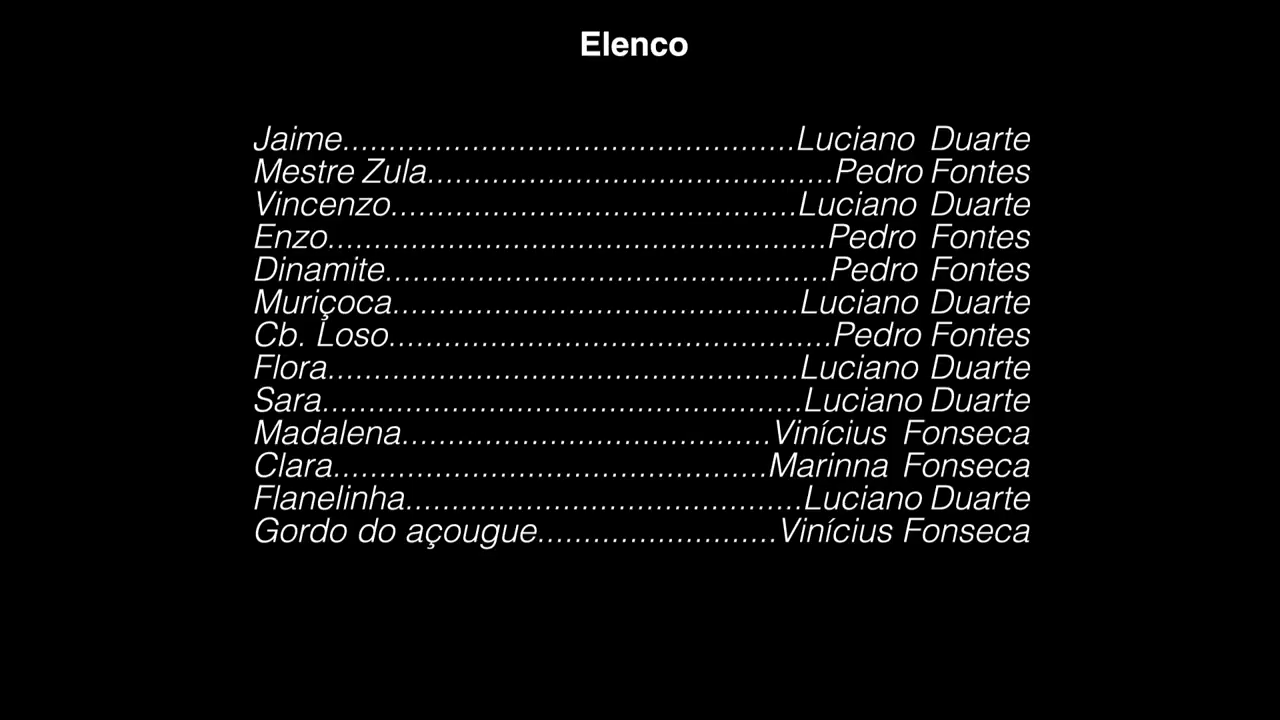 Elenco
Jaime.................................................Luciano Duarte
Mestre Zula............................................Pedro Fontes
Vincenzo............................................Luciano Duarte
Enzo......................................................Pedro Fontes
Dinamite................................................Pedro Fontes
Muriçoca............................................Luciano Duarte
Cb. Loso................................................Pedro Fontes
Flora...................................................Luciano Duarte
Sara....................................................Luciano Duarte
Madalena........................................Vinícius Fonseca
Clara...............................................Marinna Fonseca
Flanelinha...........................................Luciano Duarte
Gordo do açougue..........................Vinícius Fonseca